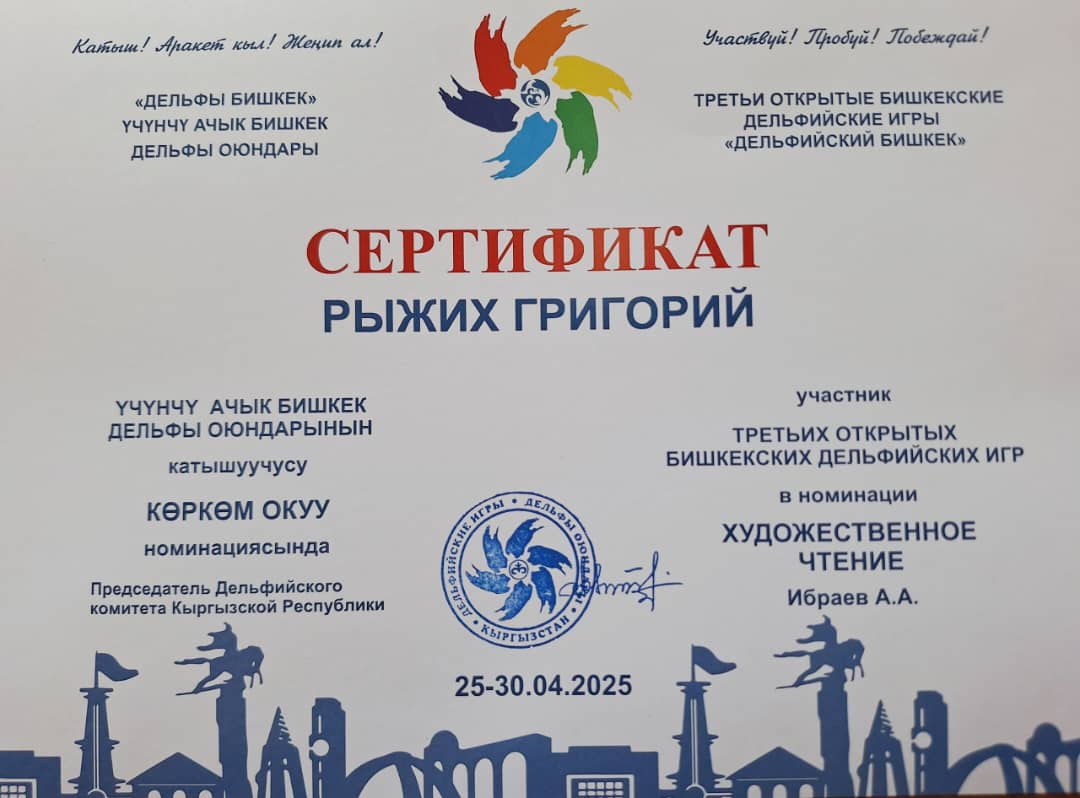 Катыш! Аракет кыл! Жеңип ал!
«ДЕЛЬФЫ БИШКЕК»
ҮЧҮНЧҮ АЧЫК БИШКЕК
ДЕЛЬФЫ ОЮНДАРЫ
Участвуй! Пробуй! Побеждай!
ТРЕТЬИ ОТКРЫТЫЕ БИШКЕКСКИЕ
ДЕЛЬФИЙСКИЕ ИГРЫ
«ДЕЛЬФИЙСКИЙ БИШКЕК»
СЕРТИФИКАТ
РЫЖИХ ГРИГОРИЙ
ҮЧҮНЧҮ АЧЫК БИШКЕК
ДЕЛЬФЫ ОЮНДАРЫНЫН
катышуучусу
КӨРКӨМ ОКУУ
номинациясында
Председатель Дельфийского
комитета Кыргызской Республики
участник
ТРЕТЬИХ ОТКРЫТЫХ
БИШКЕКСКИХ ДЕЛЬФИЙСКИХ ИГР
в номинации
ХУДОЖЕСТВЕННОЕ
ЧТЕНИЕ
Ибраев А.А.
ДЕЛЬФИЙСКИЕ ИГРЫ • ДЕЛЬФЫ ОЮНДАРЫ • КЫРГЫЗСТАН •
25-30.04.2025